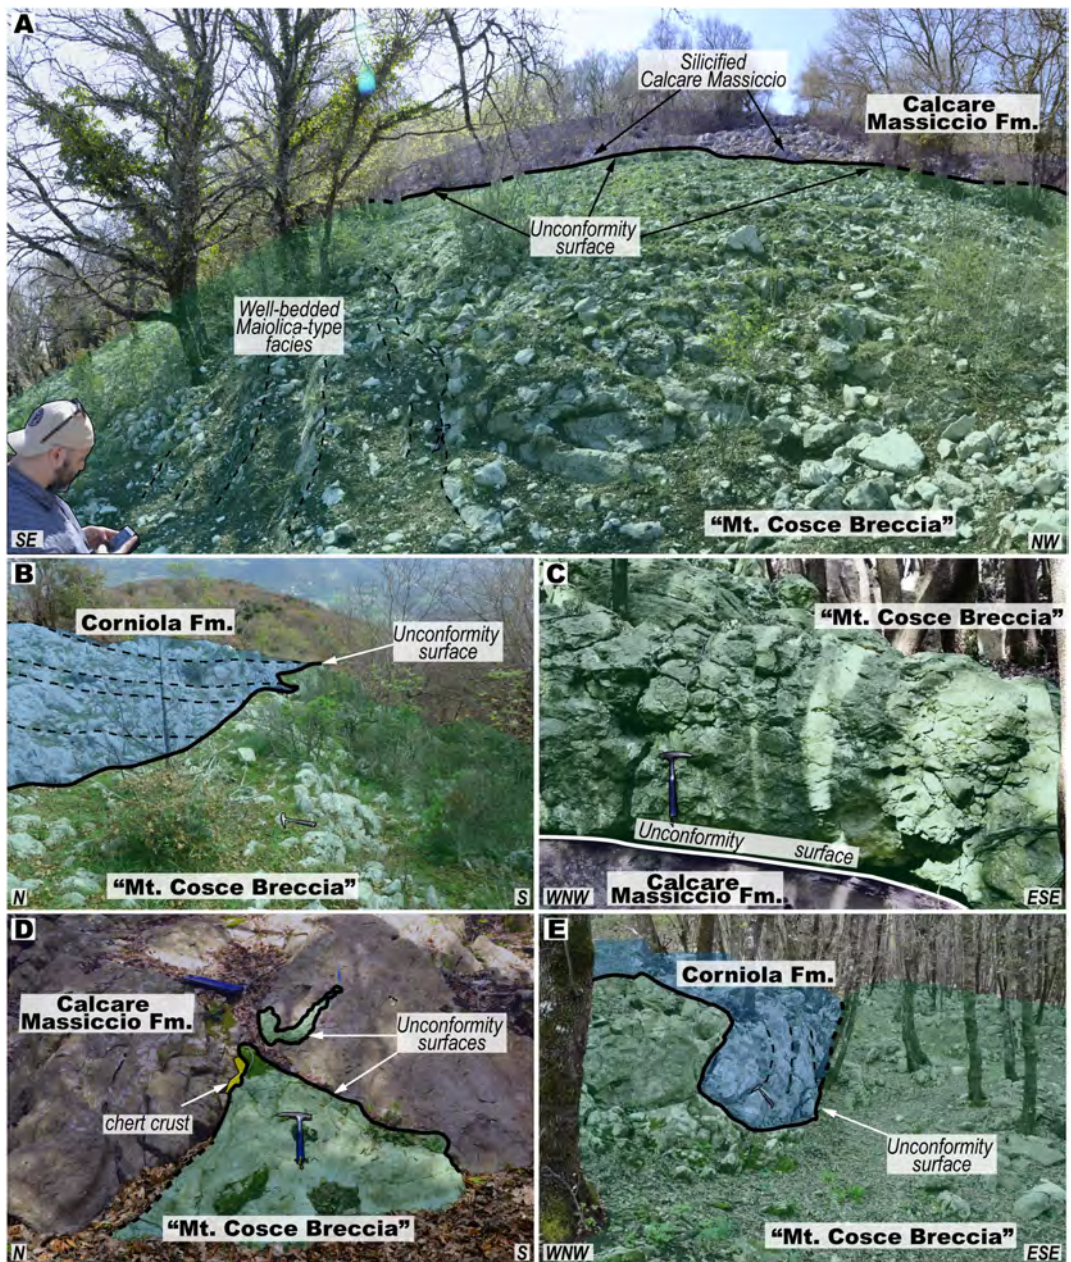 A
Silicified
Calcare Massiccio
Calcare
Massiccio Fm.
Unconformity
surface
Well-bedded
Maiolica-type
facies
"Mt. Cosce Breccia"
SE
NW
B
Corniola Fm.
Unconformity
surface
"Mt. Cosce Breccia"
N
S
C
"Mt. Cosce Breccia"
Unconformity surface
Calcare
Massiccio Fm.
WNW
ESE
D
Calcare
Massiccio Fm.
Unconformity
surfaces
chert crust
"Mt. Cosce Breccia"
N
S
E
Corniola Fm.
Unconformity
surface
"Mt. Cosce Breccia"
WNW
ESE